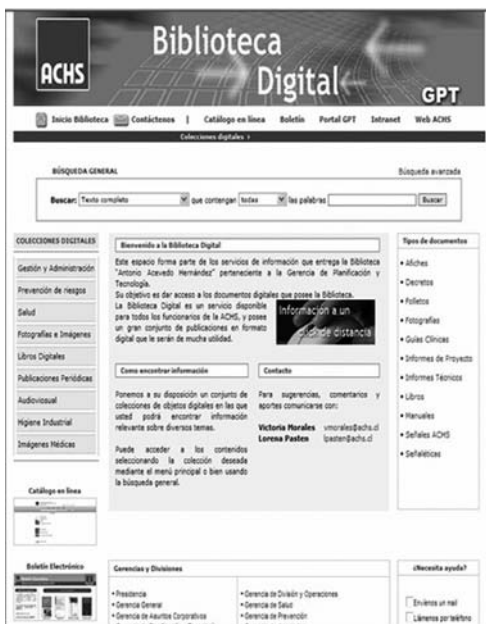 Biblioteca
Digital
ACHS
GPT
Inicio Biblioteca Contáctenos | Catálogo en línea Boletín Portal GPT Intranet Web ACHS
Colecciones digitales >
BÚSQUEDA GENERAL
Búsqueda avanzada
Buscar: Texto completo que contengan todas las palabras Buscar
COLECCIONES DIGITALES
Gestión y Administración
Prevención de riesgos
Salud
Fotografías e Imágenes
Libros Digitales
Publicaciones Periódicas
Audiovisual
Higiene Industrial
Imágenes Médicas
Catálogo en línea
Boletín Electrónico
Bienvenido a la Biblioteca Digital
Este espacio forma parte de los servicios de información que entrega la Biblioteca
"Antonio Acevedo Hernández" perteneciente a la Gerencia de Planificación y
Tecnología.
Su objetivo es dar acceso a los documentos digitales que posee la Biblioteca.
La Biblioteca Digital es un servicio disponible
para todos los funcionarios de la ACHS, y posee
un gran conjunto de publicaciones en formato
digital que le serán de mucha utilidad.
Información a un
click de distancia
Como encontrar información
Ponemos a su disposición un conjunto de
colecciones de objetos digitales en las que
usted podrá encontrar información
relevante sobre diversos temas.
Puede acceder a los contenidos
seleccionando la colección deseada
mediante el menú principal o bien usando
la búsqueda general.
Contacto
Para sugerencias, comentarios y
aportes comunicarse con:
Victoria Morales vmorales@achs.cl
Lorena Pasten lpasten@achs.cl
Tipos de documentos
• Afiches
• Decretos
• Folletos
• Fotografías
• Guías Clínicas
• Informes de Proyecto
• Informes Técnicos
• Libros
• Manuales
• Señales ACHS
• Señaléticas
Gerencias y Divisiones
• Presidencia
• Gerencia General
• Gerencia de Asuntos Corporativos
• Gerencia de División y Operaciones
• Gerencia de Salud
• Gerencia de Prevención
¿Necesita ayuda?
Envíenos un mail
Llámenos por teléfono